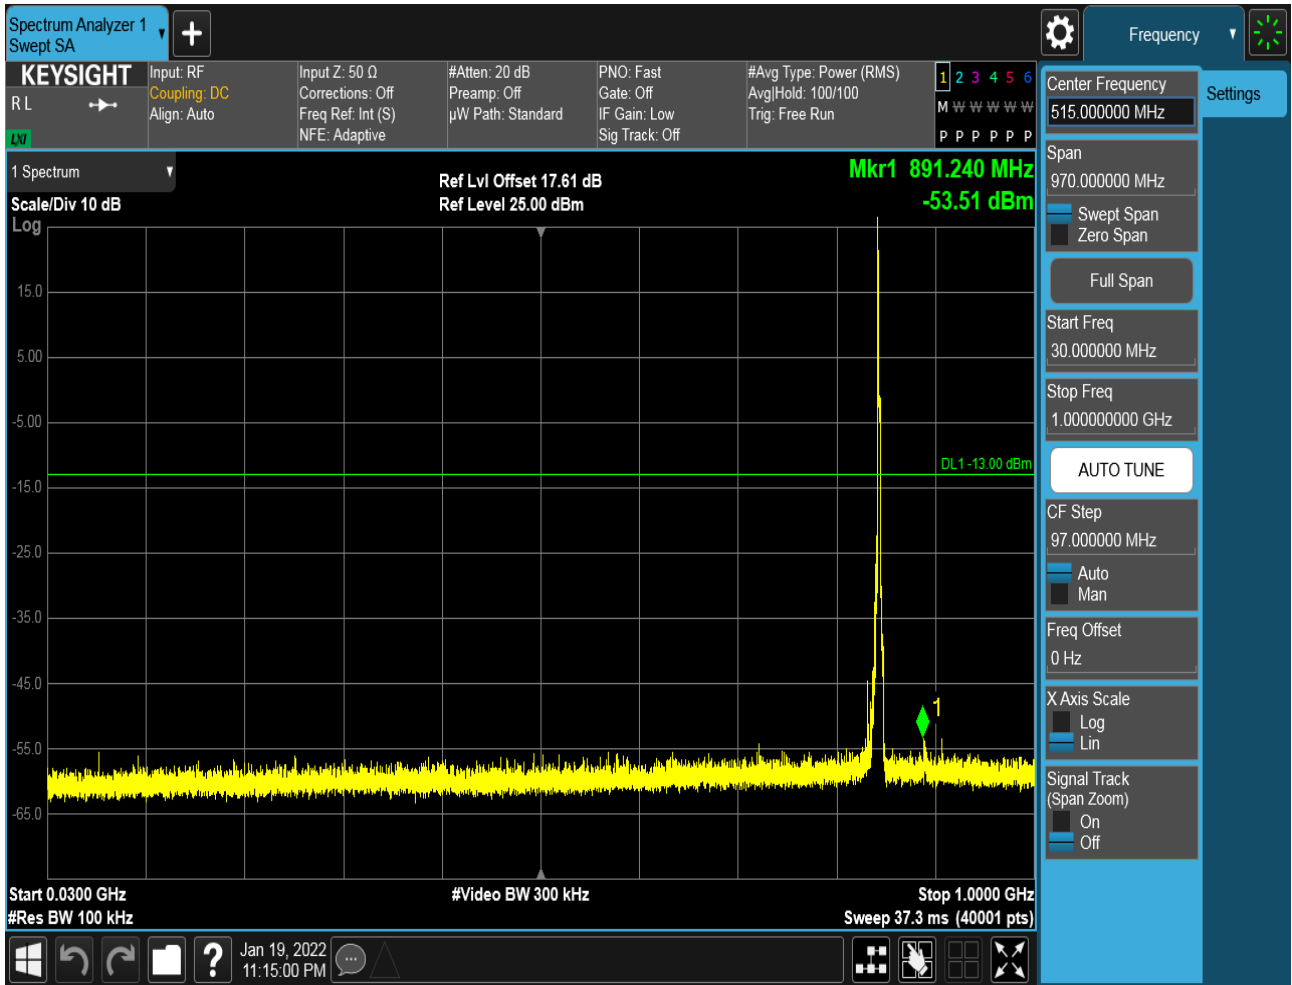 Spectrum Analyzer 1
Swept SA
Frequency
KEYSIGHT
R L
LXI
Input: RF
Coupling: DC
Align: Auto
Input Z: 50 Ω
Corrections: Off
Freq Ref: Int (S)
NFE: Adaptive
#Atten: 20 dB
Preamp: Off
µW Path: Standard
PNO: Fast
Gate: Off
IF Gain: Low
Sig Track: Off
#Avg Type: Power (RMS)
Avg|Hold: 100/100
Trig: Free Run
1 2 3 4 5 6
M W W W W W
P P P P P P
1 Spectrum
Scale/Div 10 dB
Log
Ref Lvl Offset 17.61 dB
Ref Level 25.00 dBm
Mkr1 891.240 MHz
-53.51 dBm
15.0
5.00
-5.00
-15.0
-25.0
-35.0
-45.0
-55.0
-65.0
DL1 -13.00 dBm
1
Start 0.0300 GHz
#Res BW 100 kHz
#Video BW 300 kHz
Stop 1.0000 GHz
Sweep 37.3 ms (40001 pts)
Center Frequency
515.000000 MHz
Settings
Span
970.000000 MHz
Swept Span
Zero Span
Full Span
Start Freq
30.000000 MHz
Stop Freq
1.000000000 GHz
AUTO TUNE
CF Step
97.000000 MHz
Auto
Man
Freq Offset
0 Hz
X Axis Scale
Log
Lin
Signal Track
(Span Zoom)
On
Off
?
Jan 19, 2022
11:15:00 PM